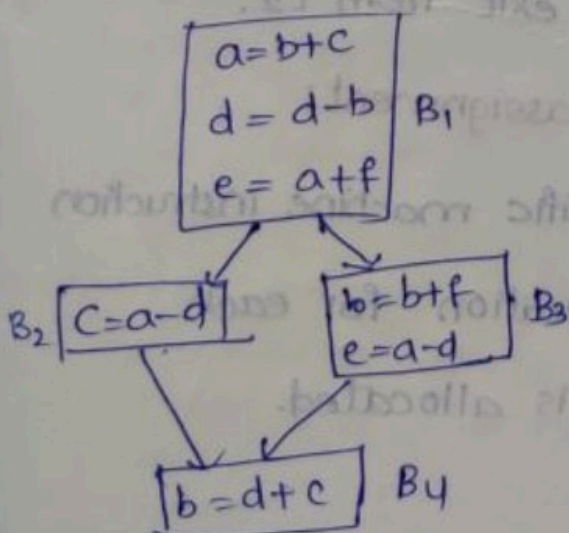 a=b+c
d = d-b B1
e = a+f
B2 C=a-d
b=b+f B3
e=a-d
b=d+c B4